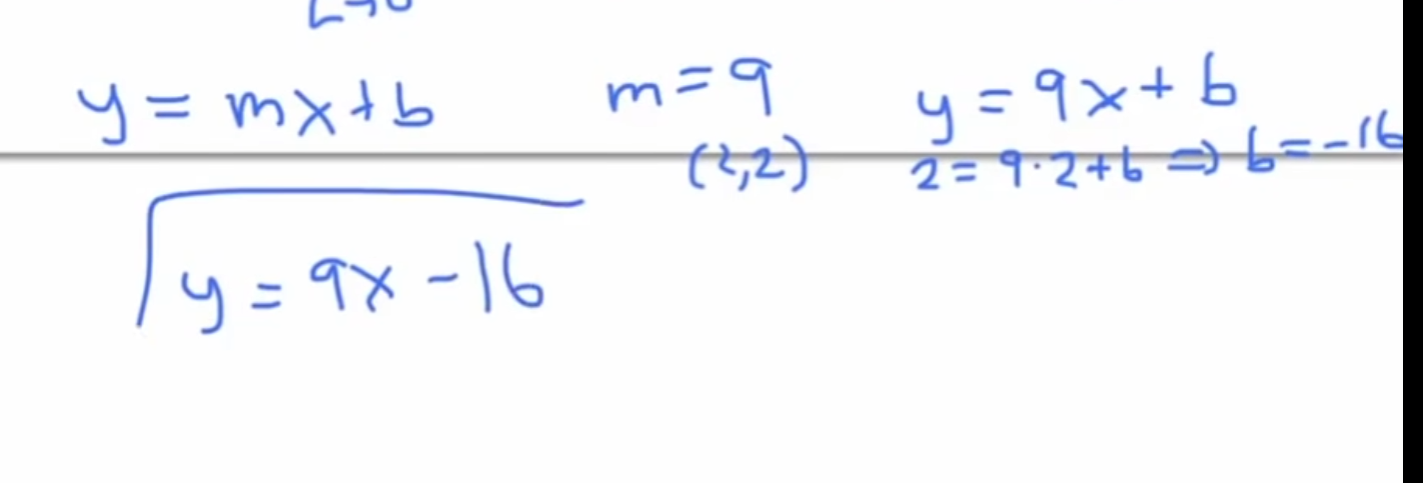 y = mx + b m = 9 y = 9x + b
(2,2) 2 = 9·2 + b ⇒ b = -16
y = 9x - 16